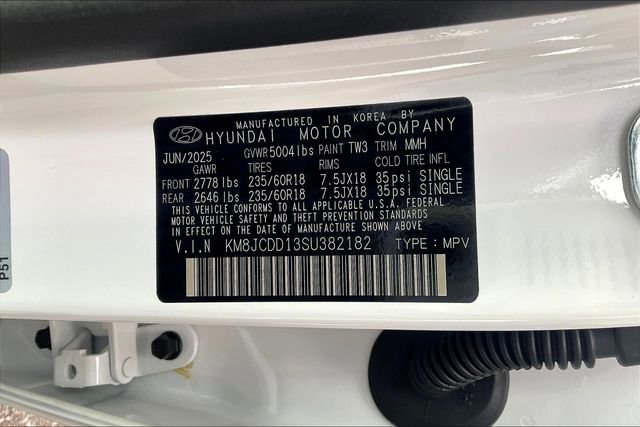 MANUFACTURED IN KOREA BY
HYUNDAI MOTOR COMPANY
JUN/2025 GVWR5004lbs PAINT TW3 TRIM MMH
GAWR TIRES RIMS COLD TIRE INFL
FRONT 2778 lbs 235/60R18 7.5JX18 35psi SINGLE
REAR 2646 lbs 235/60R18 7.5JX18 35psi SINGLE
THIS VEHICLE CONFORMS TO ALL APPLICABLE U.S.A. FEDERAL
MOTOR VEHICLE SAFETY AND THEFT PREVENTION STANDARDS
IN EFFECT ON THE DATE OF MANUFACTURE SHOWN ABOVE.
V.I.N KM8JCDD13SU382182 TYPE : MPV
P51